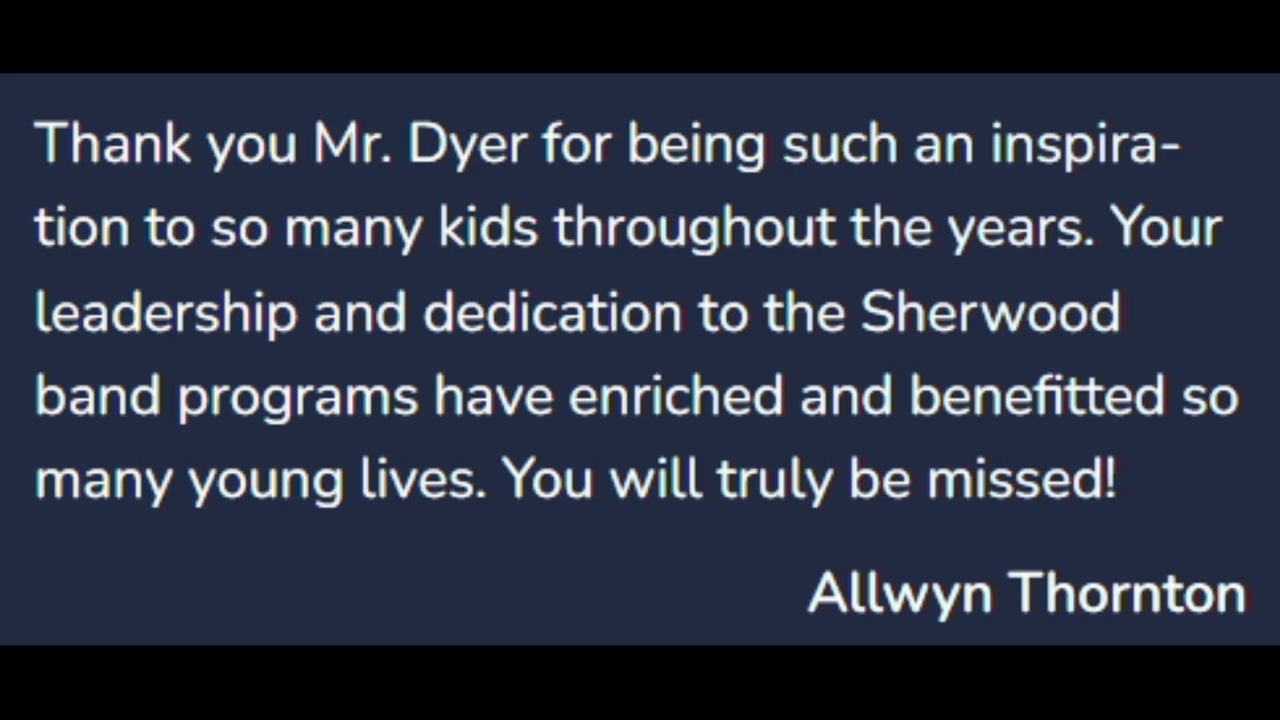 Thank you Mr. Dyer for being such an inspira-
tion to so many kids throughout the years. Your
leadership and dedication to the Sherwood
band programs have enriched and benefitted so
many young lives. You will truly be missed!
Allwyn Thornton